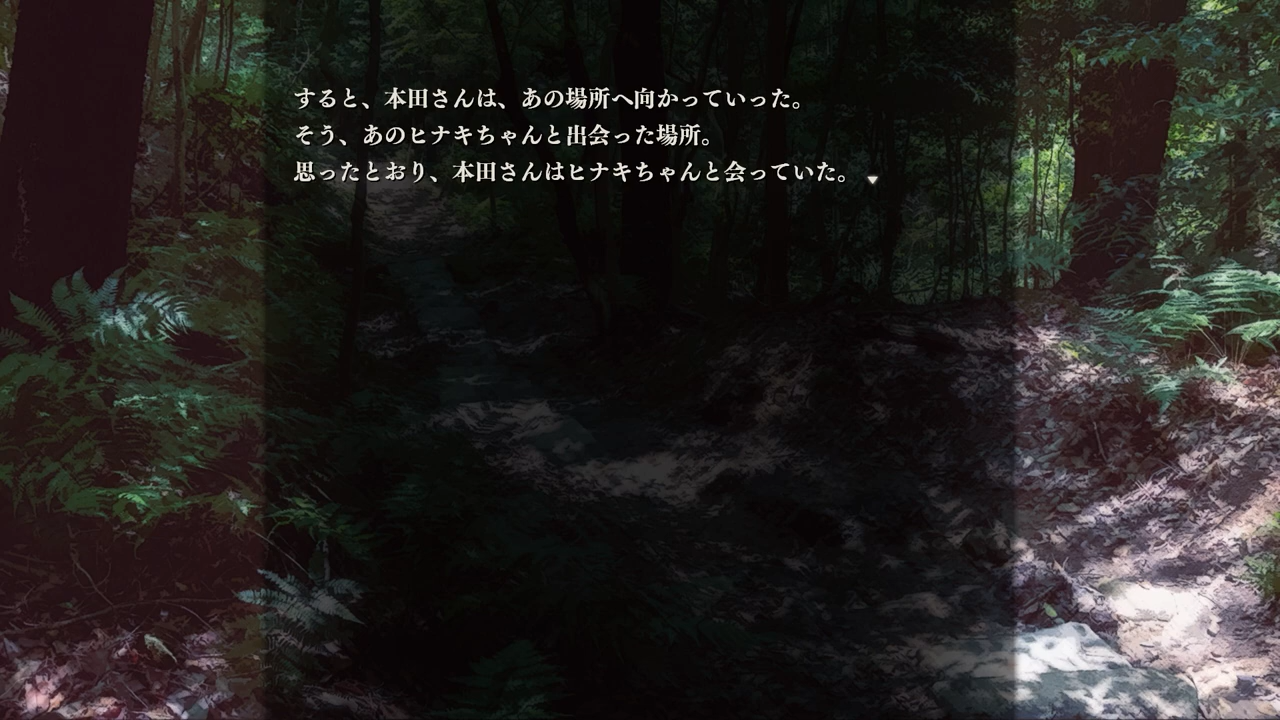 すると、本田さんは、あの場所へ向かっていった。
そう、あのヒナキちゃんと出会った場所。
思ったとおり、本田さんはヒナキちゃんと会っていた。